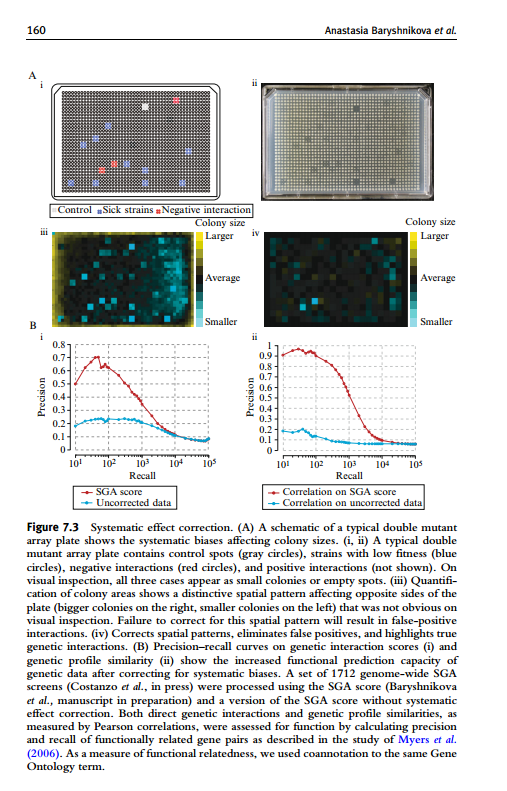 160
Anastasia Baryshnikova et al.
A
i
ii
Control Sick strains Negative interaction
Colony size
Colony size
iii
Larger
iv
Larger
Average
Average
Smaller
Smaller
B
i
ii
0.8
0.7
0.6
0.5
0.4
0.3
0.2
0.1
0
Precision
10¹ 10² 10³ 10⁴ 10⁵
Recall
SGA score
Uncorrected data
1
0.9
0.8
0.7
0.6
0.5
0.4
0.3
0.2
0.1
0
Precision
10¹ 10² 10³ 10⁴ 10⁵
Recall
Correlation on SGA score
Correlation on uncorrected data
Figure 7.3 Systematic effect correction. (A) A schematic of a typical double mutant
array plate shows the systematic biases affecting colony sizes. (i, ii) A typical double
mutant array plate contains control spots (gray circles), strains with low fitness (blue
circles), negative interactions (red circles), and positive interactions (not shown). On
visual inspection, all three cases appear as small colonies or empty spots. (iii) Quantifi-
cation of colony areas shows a distinctive spatial pattern affecting opposite sides of the
plate (bigger colonies on the right, smaller colonies on the left) that was not obvious on
visual inspection. Failure to correct for this spatial pattern will result in false-positive
interactions. (iv) Corrects spatial patterns, eliminates false positives, and highlights true
genetic interactions. (B) Precision–recall curves on genetic interaction scores (i) and
genetic profile similarity (ii) show the increased functional prediction capacity of
genetic data after correcting for systematic biases. A set of 1712 genome-wide SGA
screens (Costanzo et al., in press) were processed using the SGA score (Baryshnikova
et al., manuscript in preparation) and a version of the SGA score without systematic
effect correction. Both direct genetic interactions and genetic profile similarities, as
measured by Pearson correlations, were assessed for function by calculating precision
and recall of functionally related gene pairs as described in the study of Myers et al.
(2006). As a measure of functional relatedness, we used coannotation to the same Gene
Ontology term.